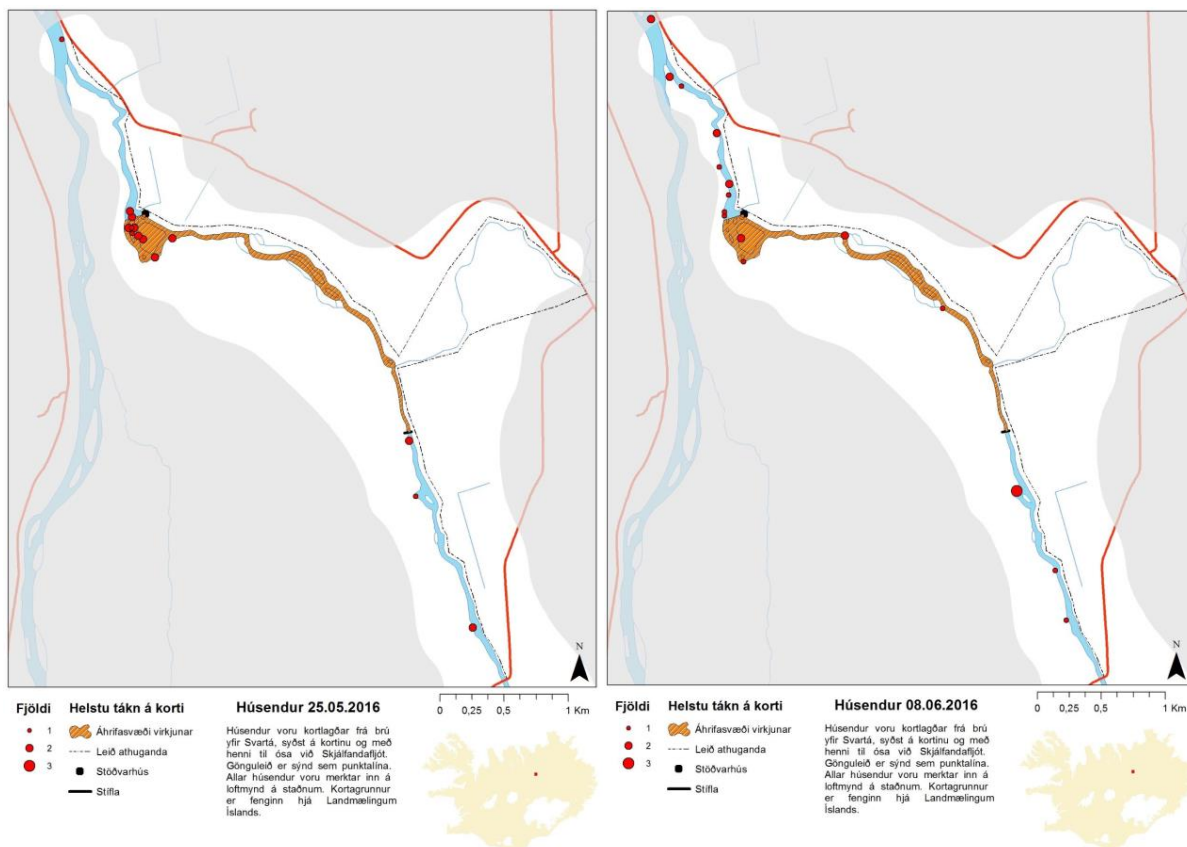 N
0 0,25 0,5 1 Km
Fjöldi
1
2
3
Helstu tákn á korti
Áhrifasvæði virkjunar
Leið athuganda
Stöðvarhús
Stífla
Húsendur 25.05.2016
Húsendur voru kortlagðar frá brú
yfir Svartá, syðst á kortinu og með
henni til ósa við Skjálfandafljót.
Gönguleið er sýnd sem punktalína.
Allar húsendur voru merktar inn á
loftmynd á staðnum. Kortagrunnur
er fenginn hjá Landmælingum
Íslands.
N
0 0,25 0,5 1 Km
Fjöldi
1
2
3
Helstu tákn á korti
Áhrifasvæði virkjunar
Leið athuganda
Stöðvarhús
Stífla
Húsendur 08.06.2016
Húsendur voru kortlagðar frá brú
yfir Svartá, syðst á kortinu og með
henni til ósa við Skjálfandafljót.
Gönguleið er sýnd sem punktalína.
Allar húsendur voru merktar inn á
loftmynd á staðnum. Kortagrunnur
er fenginn hjá Landmælingum
Íslands.